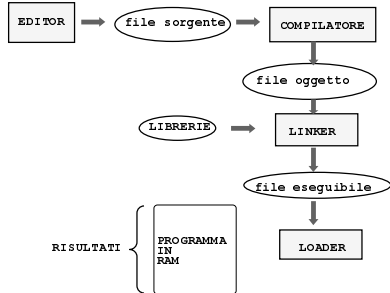 EDITOR
file sorgente
COMPILATORE
file oggetto
LIBRERIE
LINKER
file eseguibile
RISULTATI
PROGRAMMA
IN
RAM
LOADER